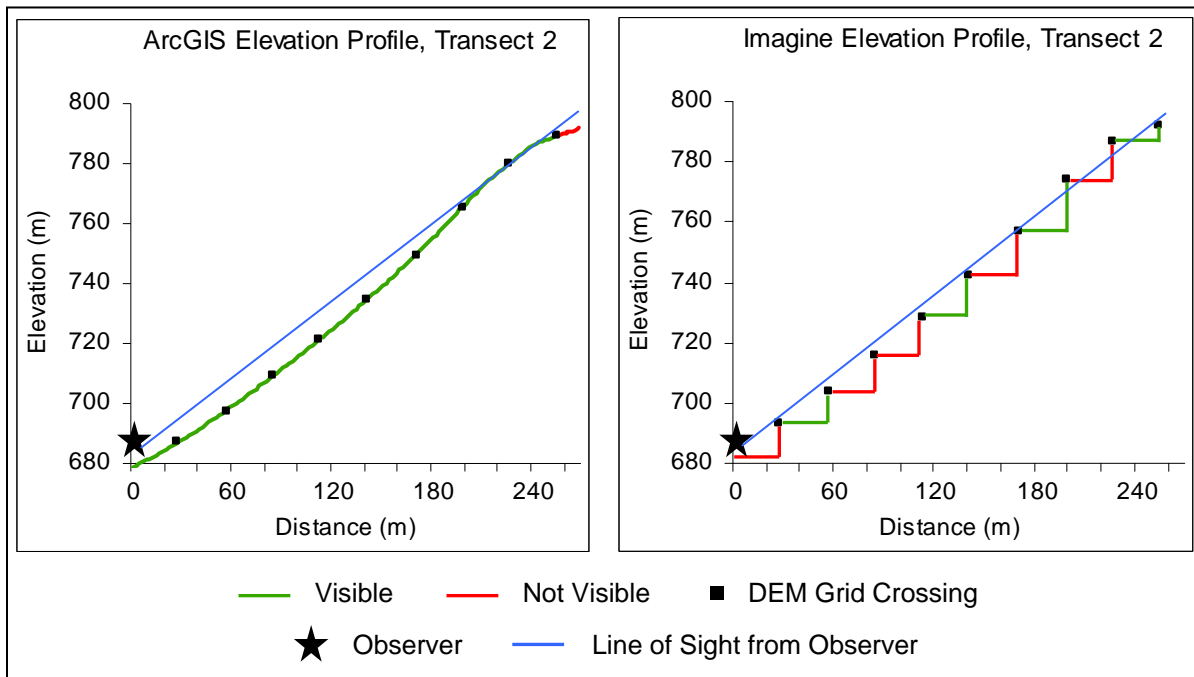 ArcGIS Elevation Profile, Transect 2
800
780
760
740
720
700
680
Elevation (m)
0 60 120 180 240
Distance (m)
Imagine Elevation Profile, Transect 2
800
780
760
740
720
700
680
Elevation (m)
0 60 120 180 240
Distance (m)
Visible Not Visible DEM Grid Crossing
Observer Line of Sight from Observer